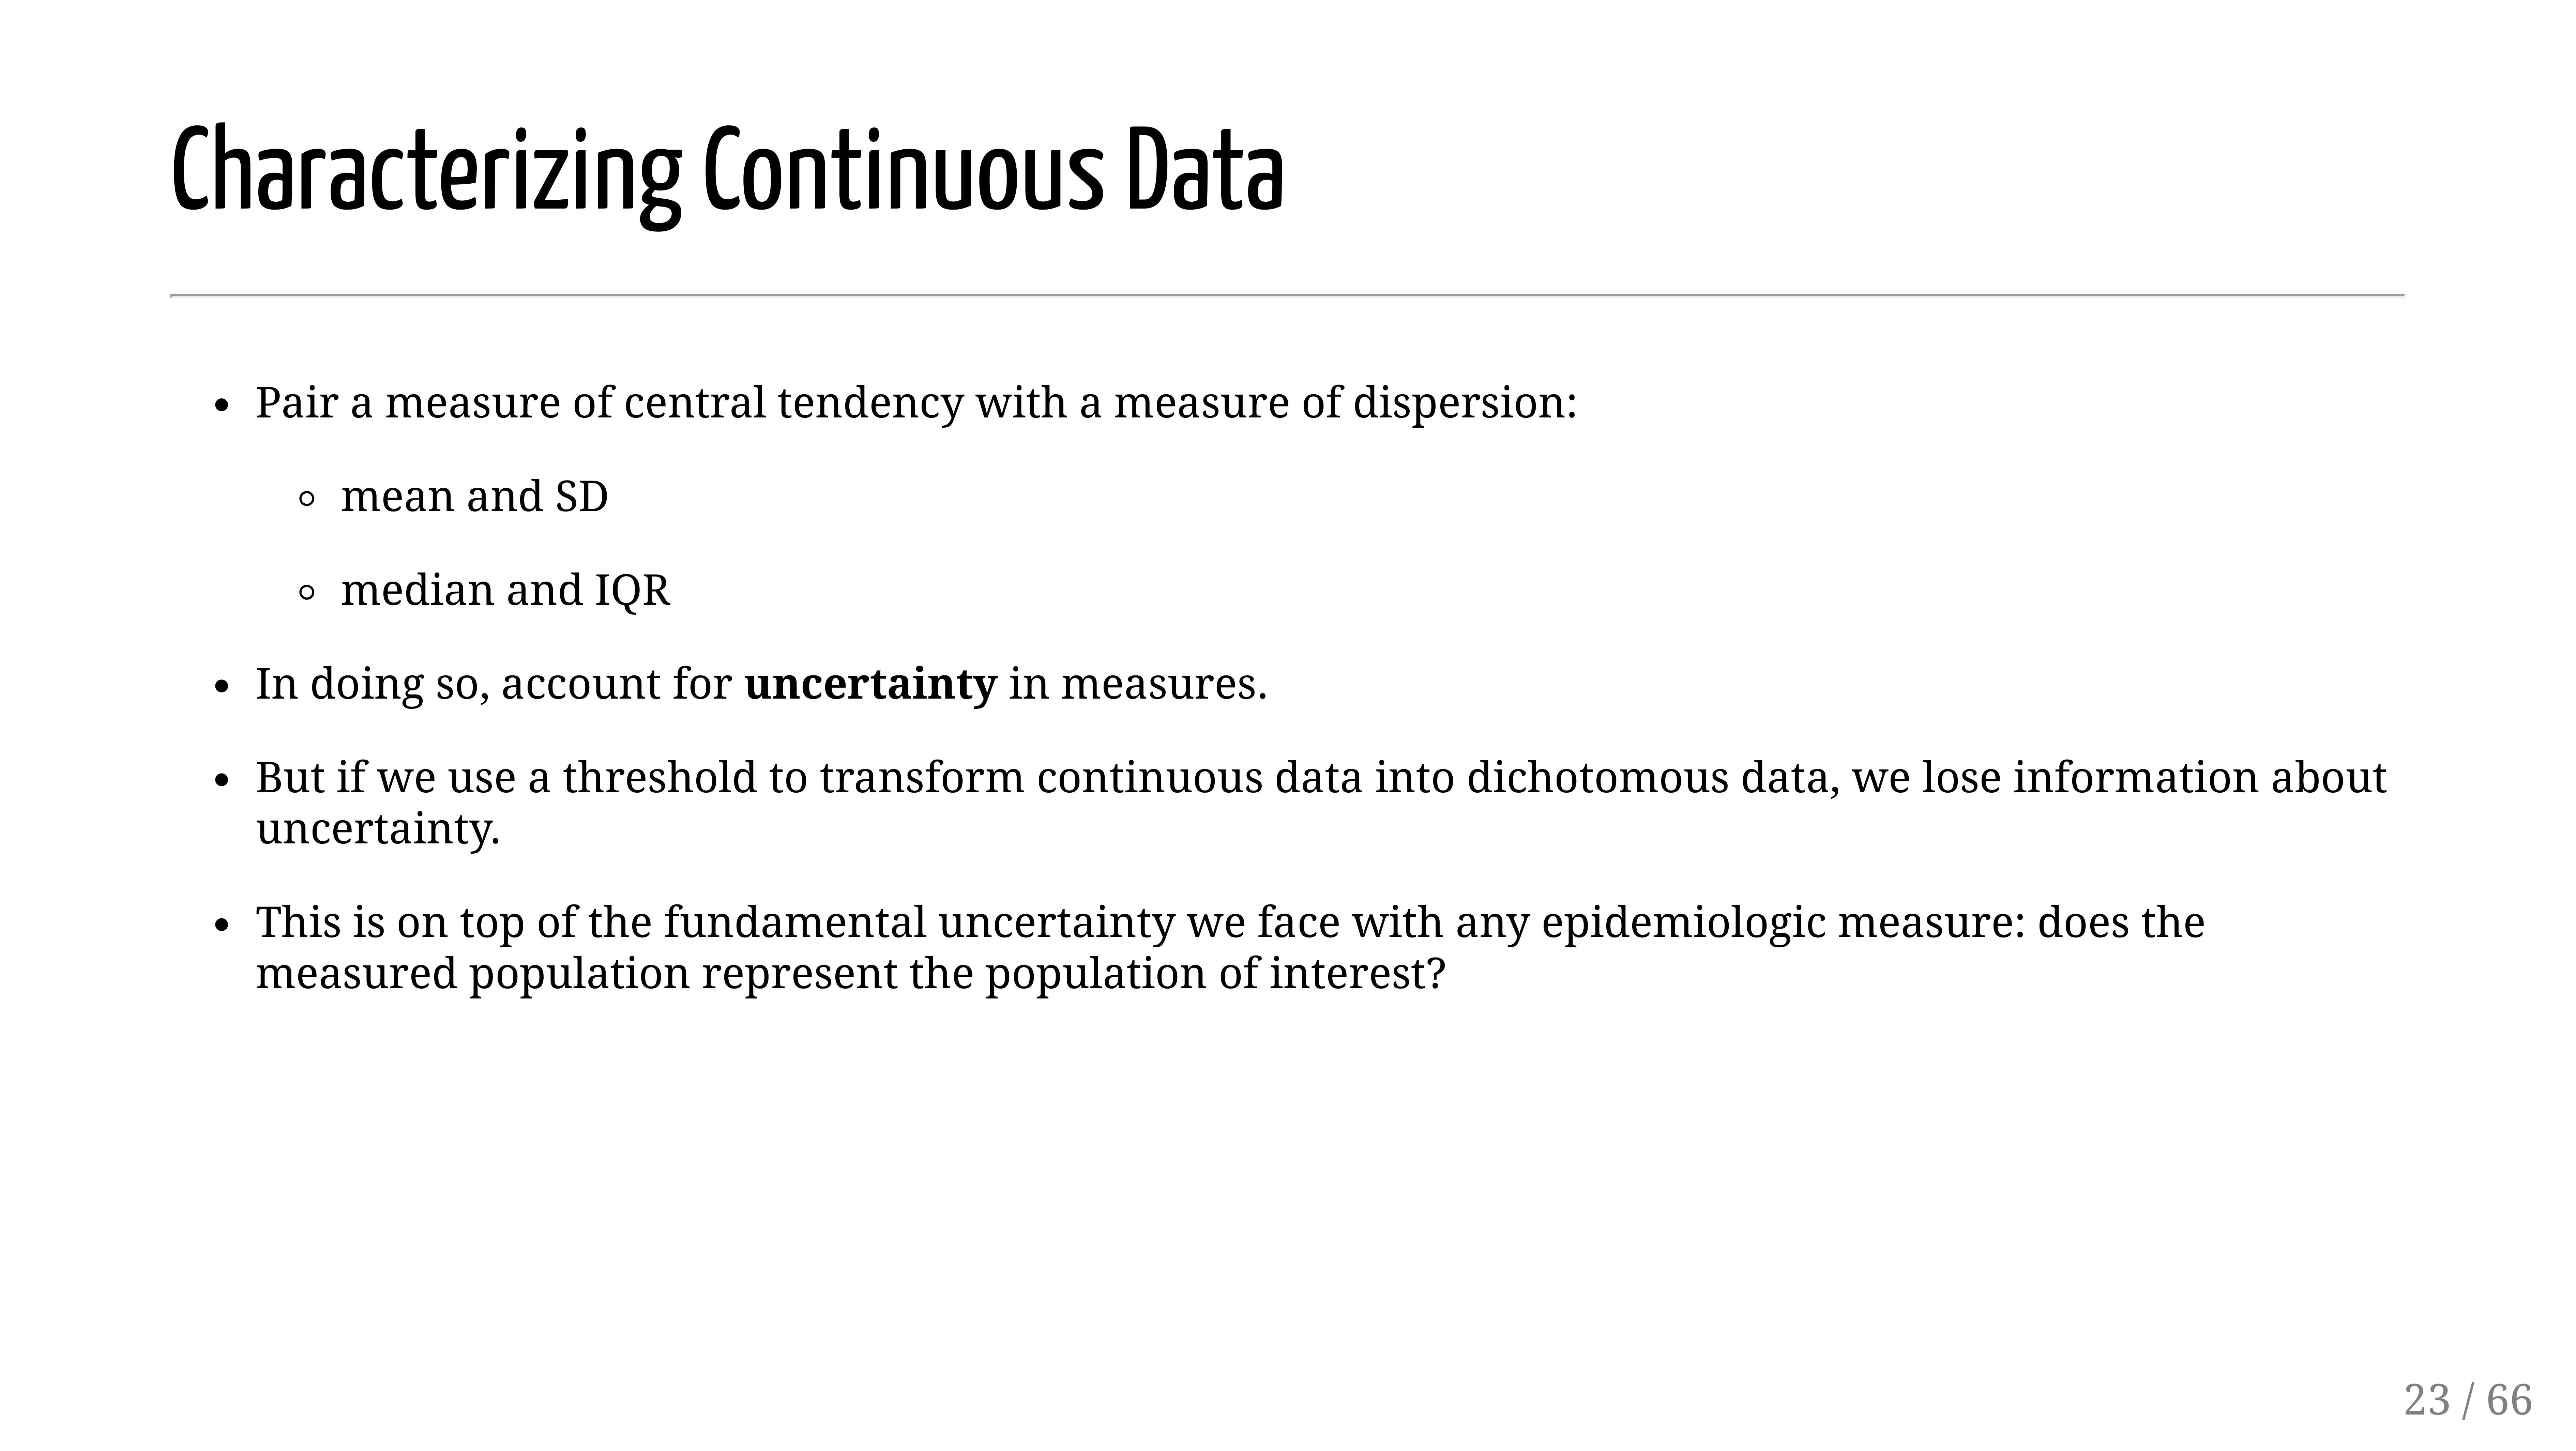 Characterizing Continuous Data
• Pair a measure of central tendency with a measure of dispersion:
◦ mean and SD
◦ median and IQR
• In doing so, account for uncertainty in measures.
• But if we use a threshold to transform continuous data into dichotomous data, we lose information about
uncertainty.
• This is on top of the fundamental uncertainty we face with any epidemiologic measure: does the
measured population represent the population of interest?
23 / 66